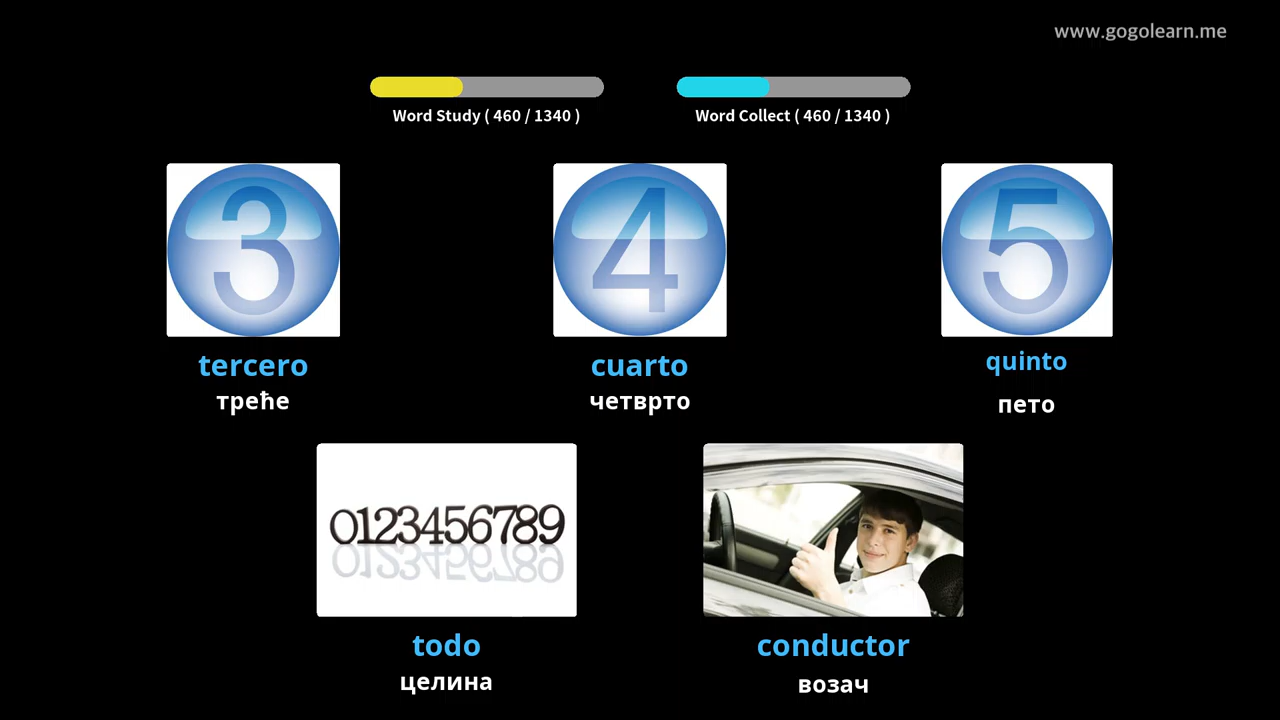 www.gogolearn.me
Word Study ( 460 / 1340 )
Word Collect ( 460 / 1340 )
3
4
5
tercero
cuarto
quinto
треће
четврто
пето
0123456789
todo
conductor
целина
возач